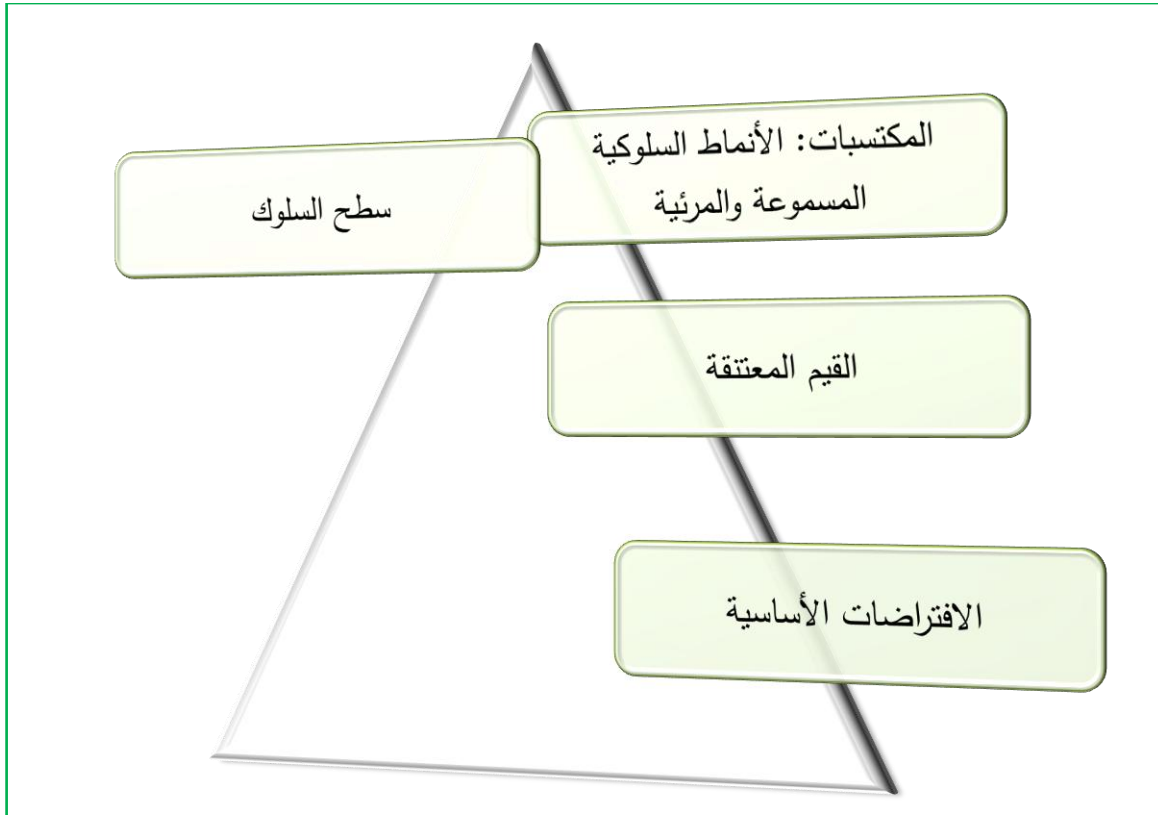 المكتسبات: الأنماط السلوكية
المسموعة والمرئية
سطح السلوك
القيم المعتنقة
الافتراضات الأساسية